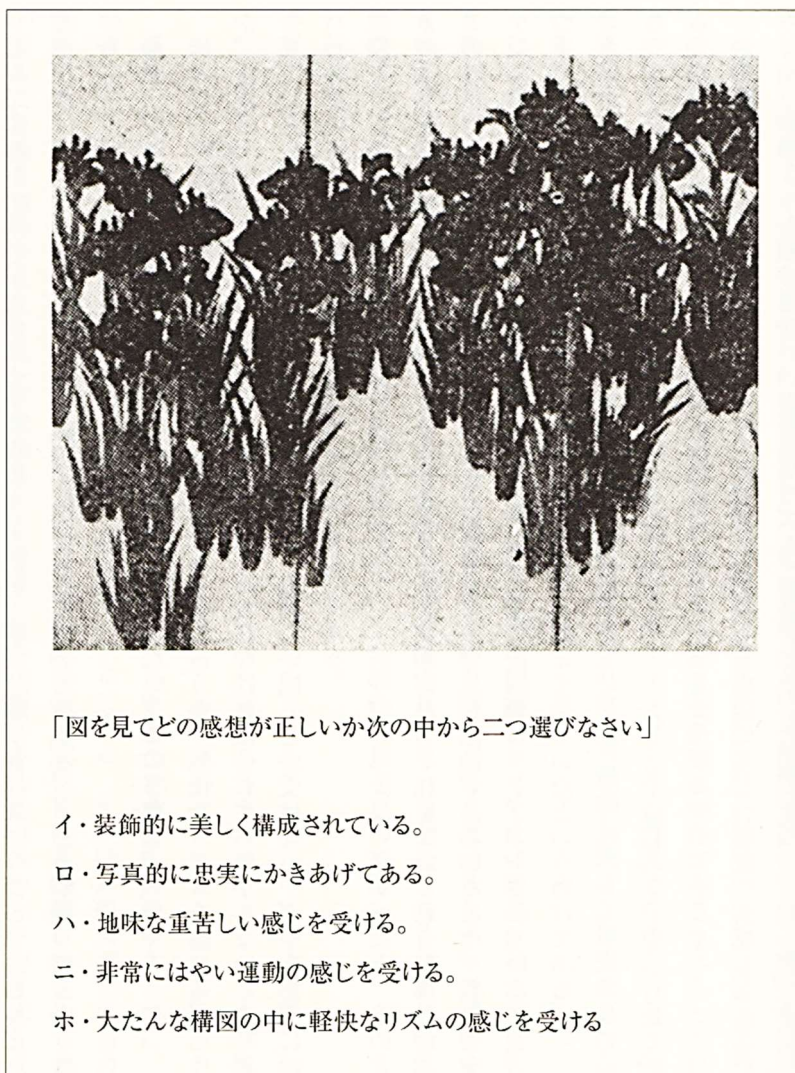 「図を見てどの感想が正しいか次の中から二つ選びなさい」
イ・装飾的に美しく構成されている。
ロ・写真的に忠実にかきあげてある。
ハ・地味な重苦しい感じを受ける。
ニ・非常にはやい運動の感じを受ける。
ホ・大たんな構図の中に軽快なリズムの感じを受ける